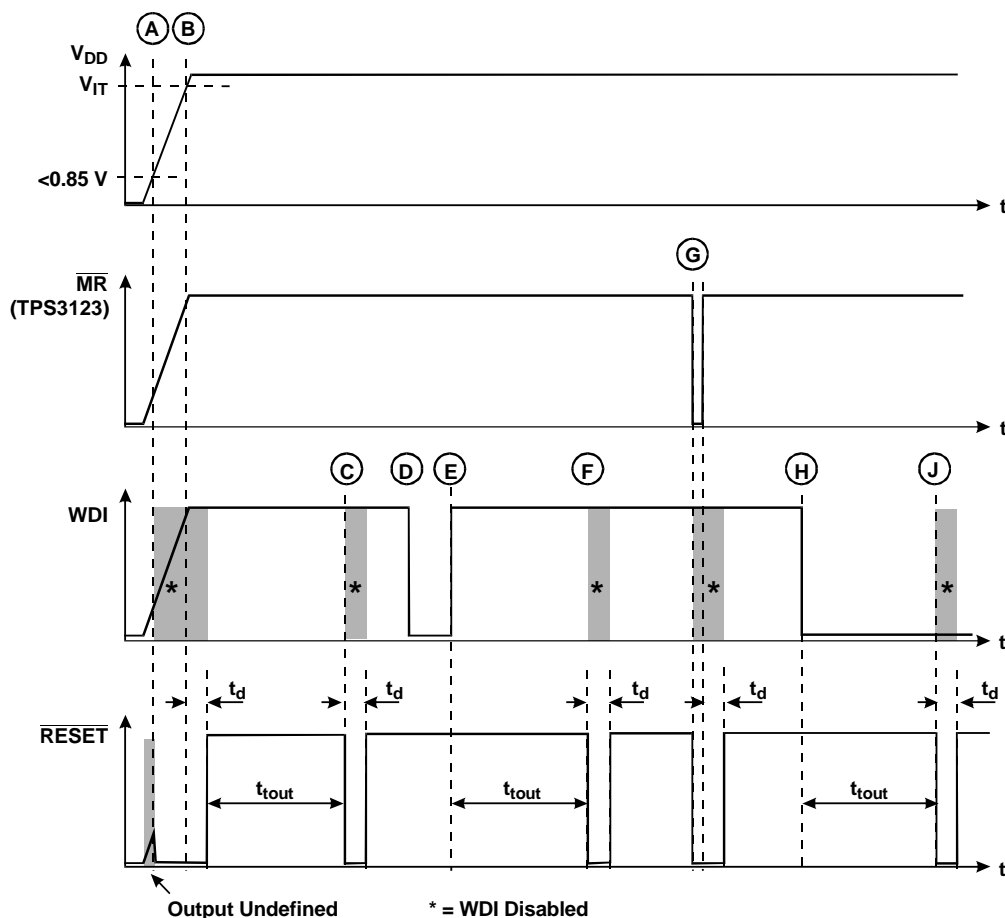 A B
VDD
VIT
<0.85 V
t
G
MR
(TPS3123)
t
C D E F H J
WDI
* * * * *
t
td td td td td
RESET
ttout ttout ttout
t
Output Undefined * = WDI Disabled